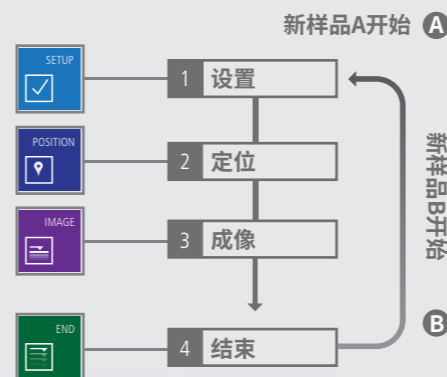 新样品A开始 A
SETUP
1 设置
POSITION
2 定位
IMAGE
3 成像
新样品B开始
B
END
4 结束